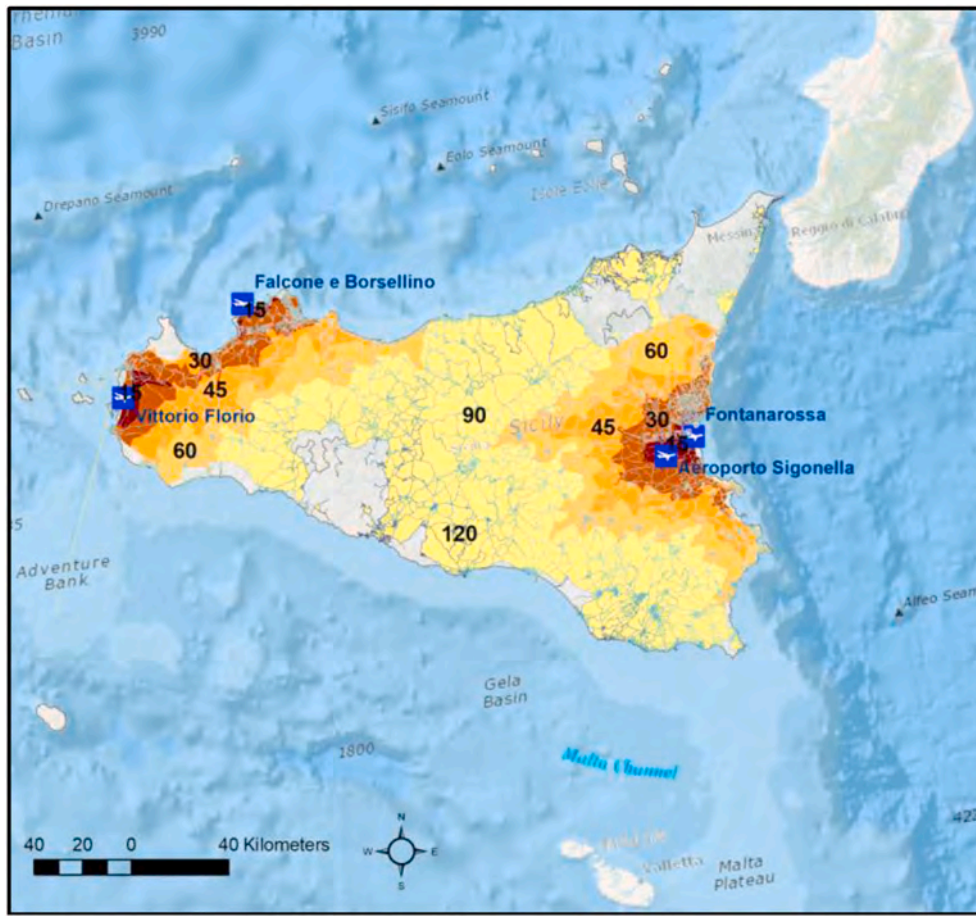 3990
Basin
Sisifo Seamount
Eolo Seamount
Drepano Seamount
Isole Eolie
Reggio di Calabria
Falcone e Borsellino
15
30
60
45
30
45
90
Sicily
Fontanarossa
15
Vittorio Florio
Aeroporto Sigonella
60
120
Adventure
Bank
Alfeo
Gela
Basin
1800
Malta Channel
N
W
E
S
40 20 0 40 Kilometers
Valletta
Malta
Plateau